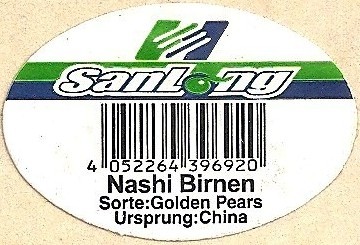 SanLong
4 052264 396920
Nashi Birnen
Sorte:Golden Pears
Ursprung:China